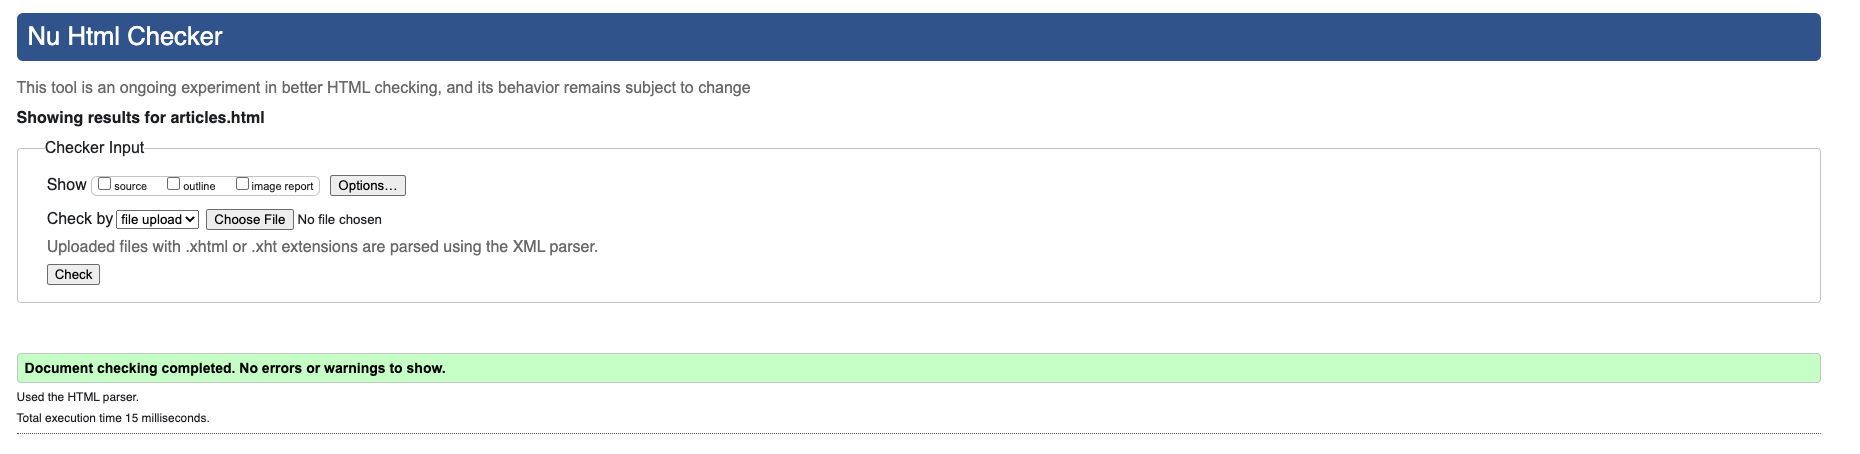 Nu Html Checker
This tool is an ongoing experiment in better HTML checking, and its behavior remains subject to change
Showing results for articles.html
Checker Input
Show source outline image report Options...
Check by file upload Choose File No file chosen
Uploaded files with .xhtml or .xht extensions are parsed using the XML parser.
Check
Document checking completed. No errors or warnings to show.
Used the HTML parser.
Total execution time 15 milliseconds.